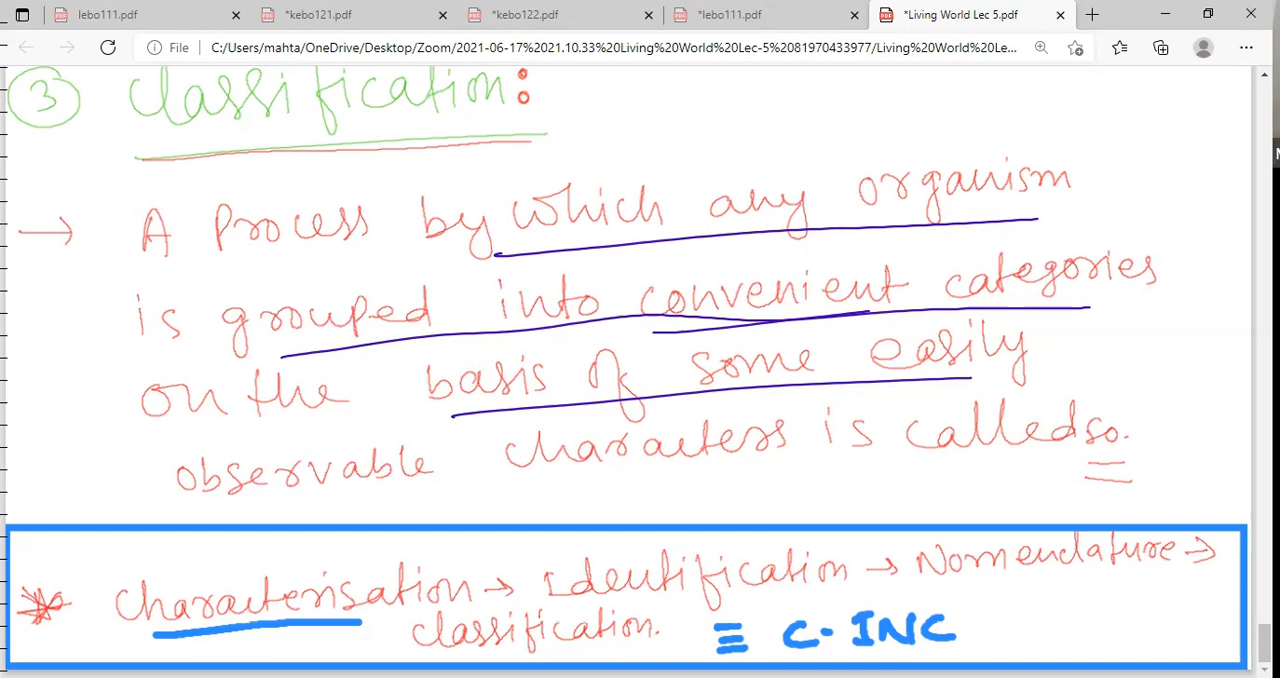 lebo111.pdf
*kebo121.pdf
*kebo122.pdf
*lebo111.pdf
*Living World Lec 5.pdf
File
C:/Users/mahta/OneDrive/Desktop/Zoom/2021-06-17%2021.10.33%20Living%20World%20Lec-5%2081970433977/Living%20World%20Le...
3 Classification:
→ A Process by which any organism
is grouped into convenient categories
on the basis of some easily
observable characters is called so.
* Characterisation → Identification → Nomenclature →
classification. ≡ C-INC